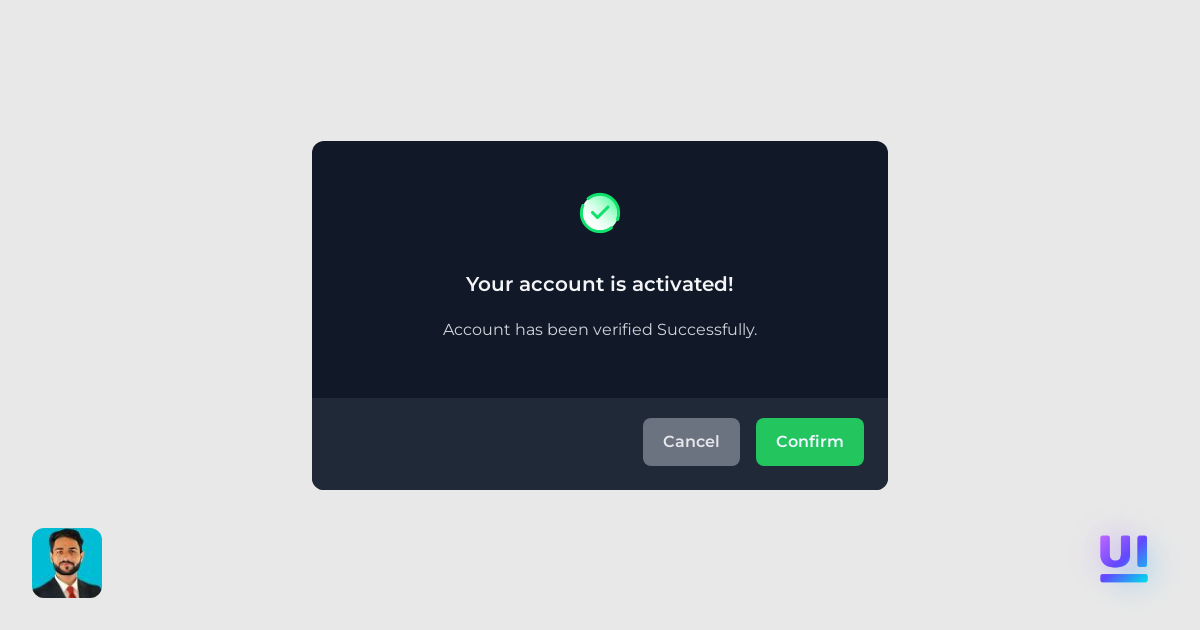 Your account is activated!
Account has been verified Successfully.
Cancel
Confirm
UI